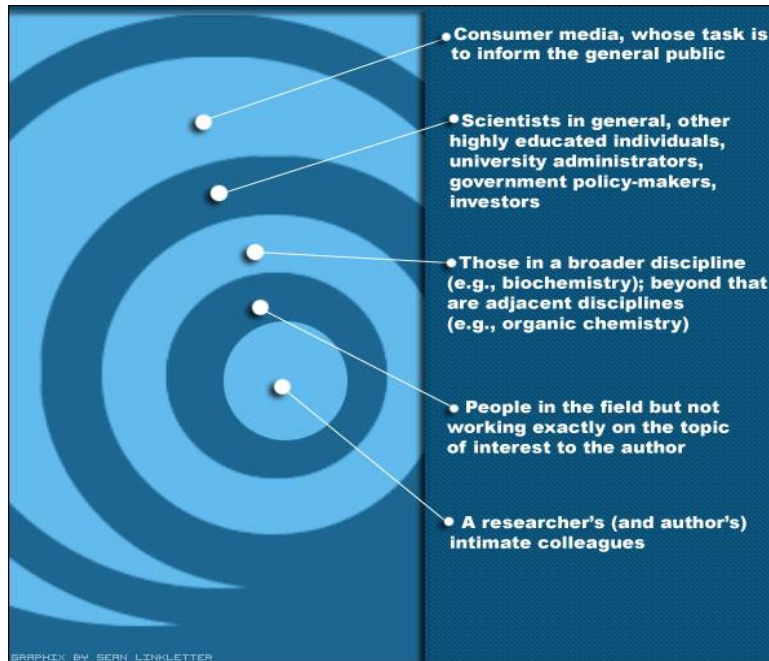 Consumer media, whose task is
to inform the general public
Scientists in general, other
highly educated individuals,
university administrators,
government policy-makers,
investors
Those in a broader discipline
(e.g., biochemistry); beyond that
are adjacent disciplines
(e.g., organic chemistry)
People in the field but not
working exactly on the topic
of interest to the author
A researcher’s (and author’s)
intimate colleagues
GRAPHIX BY SEAN LINKLETTER